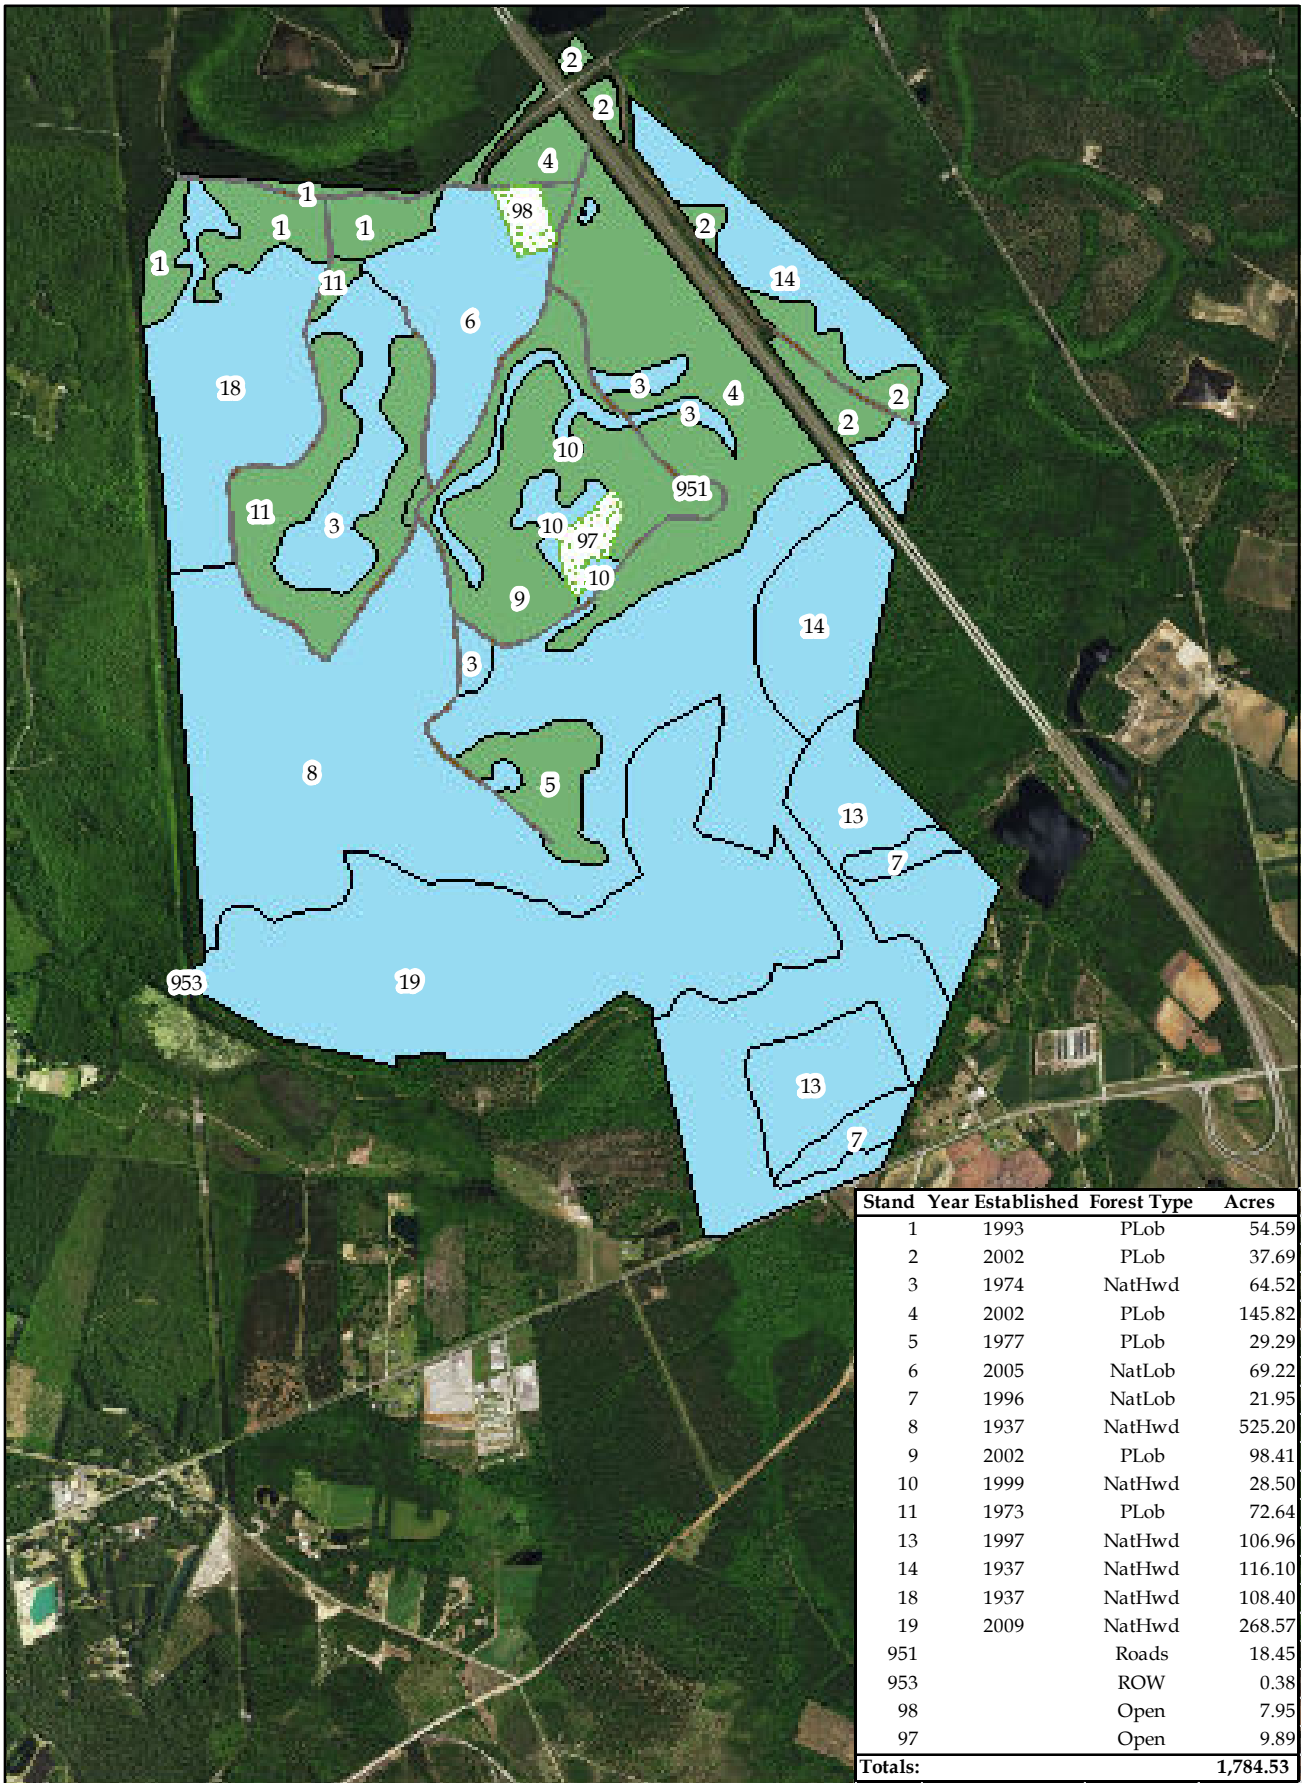 2
2
4
1
98
1
1
2
1
14
11
6
3
18
4
2
3
2
10
951
11
3
10
97
10
9
14
3
8
5
13
7
953
19
13
7
Stand Year Established Forest Type Acres
1 1993 PLob 54.59
2 2002 PLob 37.69
3 1974 NatHwd 64.52
4 2002 PLob 145.82
5 1977 PLob 29.29
6 2005 NatLob 69.22
7 1996 NatLob 21.95
8 1937 NatHwd 525.20
9 2002 PLob 98.41
10 1999 NatHwd 28.50
11 1973 PLob 72.64
13 1997 NatHwd 106.96
14 1937 NatHwd 116.10
18 1937 NatHwd 108.40
19 2009 NatHwd 268.57
951 Roads 18.45
953 ROW 0.38
98 Open 7.95
97 Open 9.89
Totals: 1,784.53